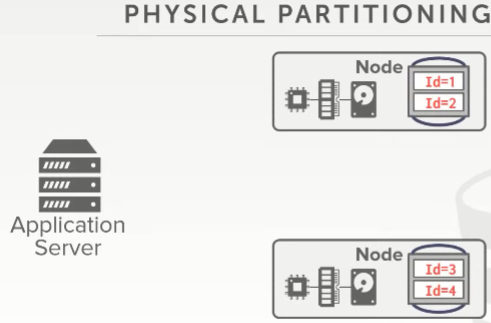 PHYSICAL PARTITIONING
Node
Id=1
Id=2
Application
Server
Node
Id=3
Id=4